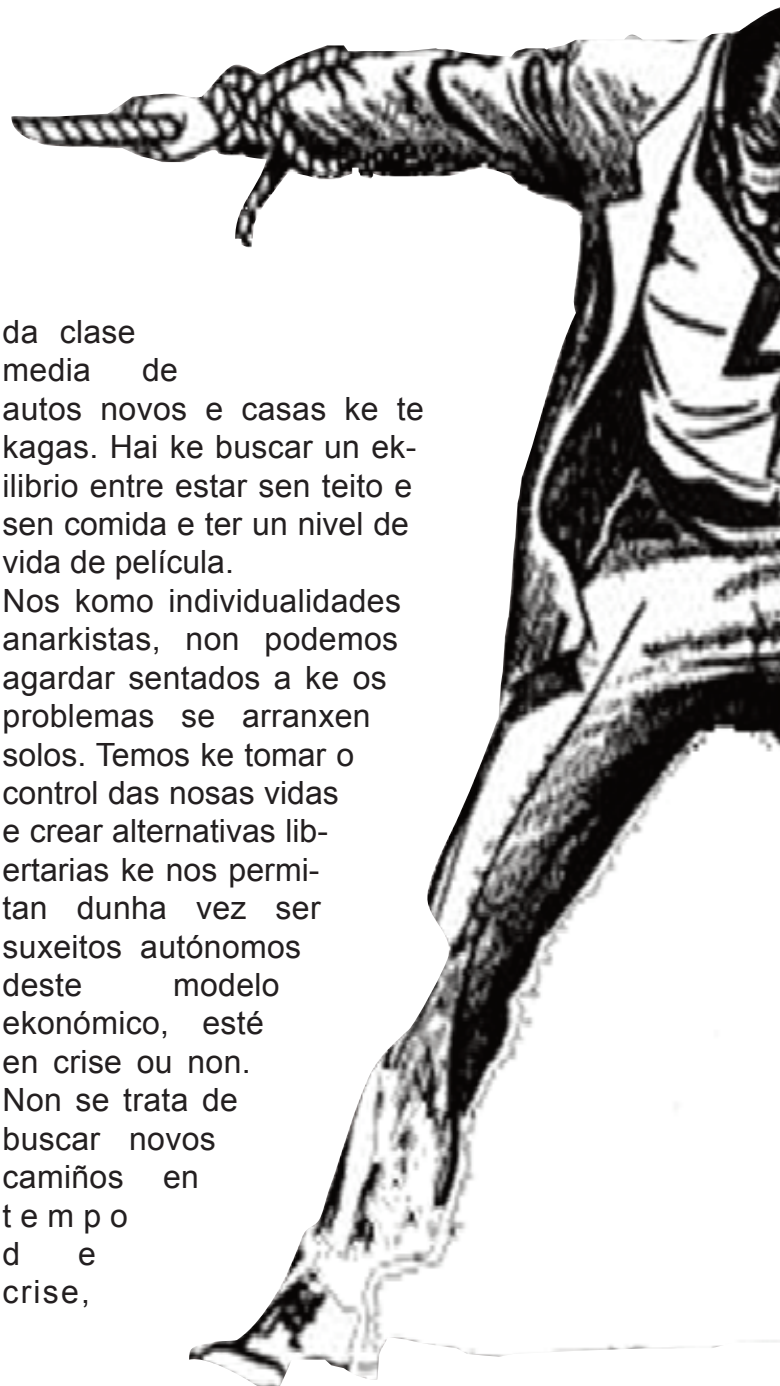 da clase
media de
autos novos e casas ke te
kagas. Hai ke buscar un ek-
ilibrio entre estar sen teito e
sen comida e ter un nivel de
vida de película.
Nos komo individualidades
anarkistas, non podemos
agardar sentados a ke os
problemas se arranxen
solos. Temos ke tomar o
control das nosas vidas
e crear alternativas lib-
ertarias ke nos permi-
tan dunha vez ser
suxeitos autónomos
deste modelo
ekonómico, esté
en crise ou non.
Non se trata de
buscar novos
camiños en
tempo
de
crise,